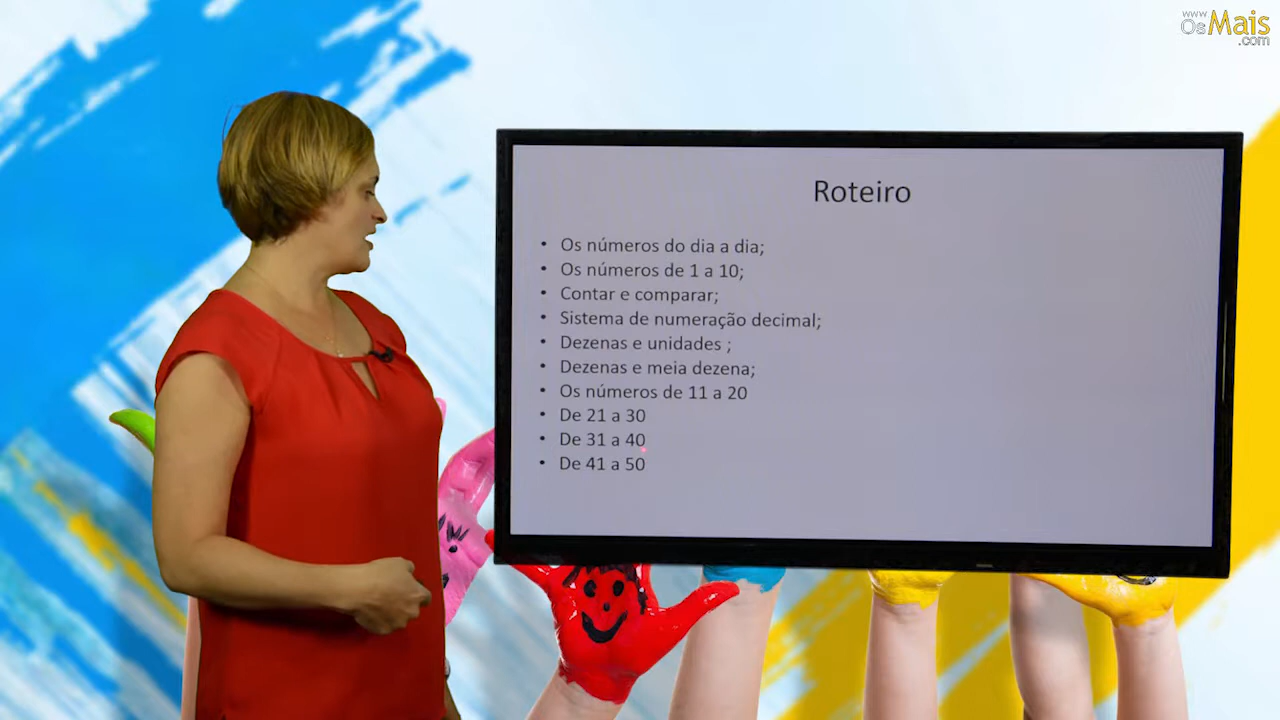 www
OsMais
.com
Roteiro
• Os números do dia a dia;
• Os números de 1 a 10;
• Contar e comparar;
• Sistema de numeração decimal;
• Dezenas e unidades ;
• Dezenas e meia dezena;
• Os números de 11 a 20
• De 21 a 30
• De 31 a 40
• De 41 a 50